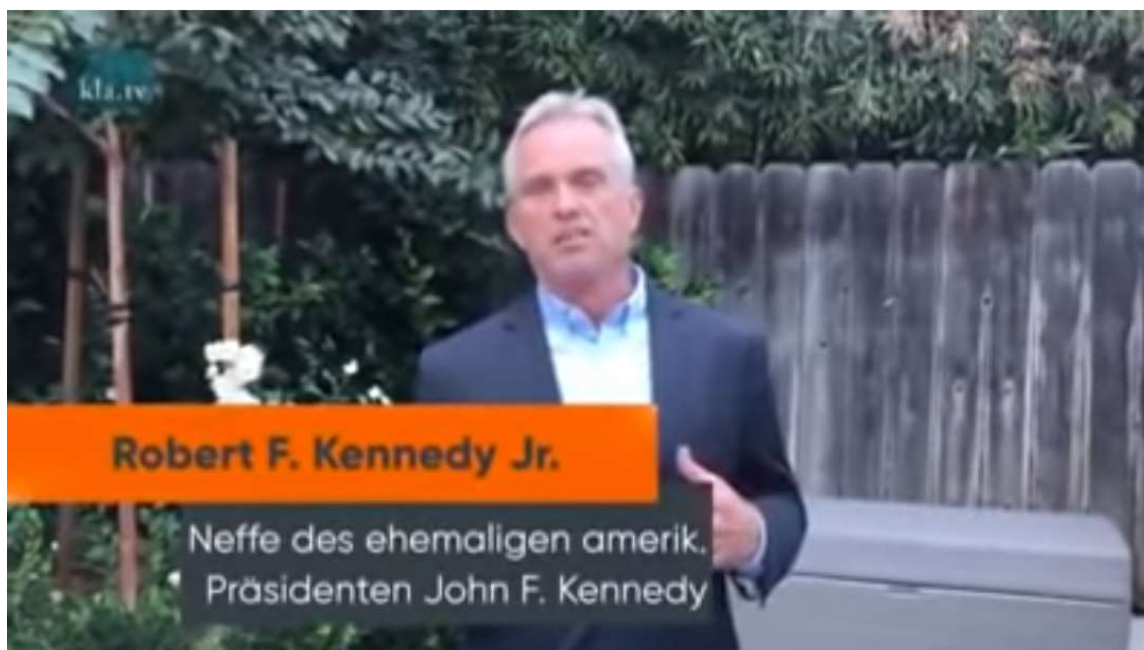 kla.tv
Robert F. Kennedy Jr.
Neffe des ehemaligen amerik.
Präsidenten John F. Kennedy